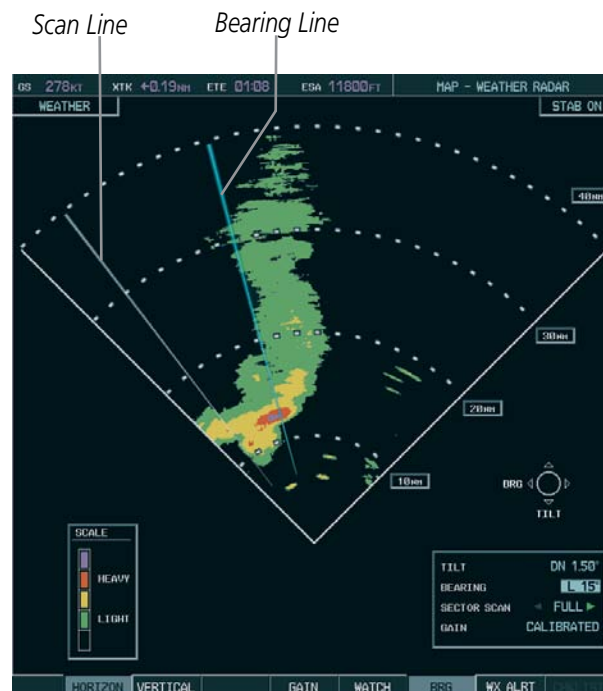 Scan Line
Bearing Line
GS 278KT XTK ←0.19NM ETE 01:08 ESA 11800FT MAP - WEATHER RADAR
WEATHER
STAB ON
40NM
30NM
20NM
10NM
BRG
TILT
SCALE
HEAVY
LIGHT
TILT DN 1.50°
BEARING L 15°
SECTOR SCAN FULL
GAIN CALIBRATED
HORIZON VERTICAL GAIN WATCH BRG WX ALRT